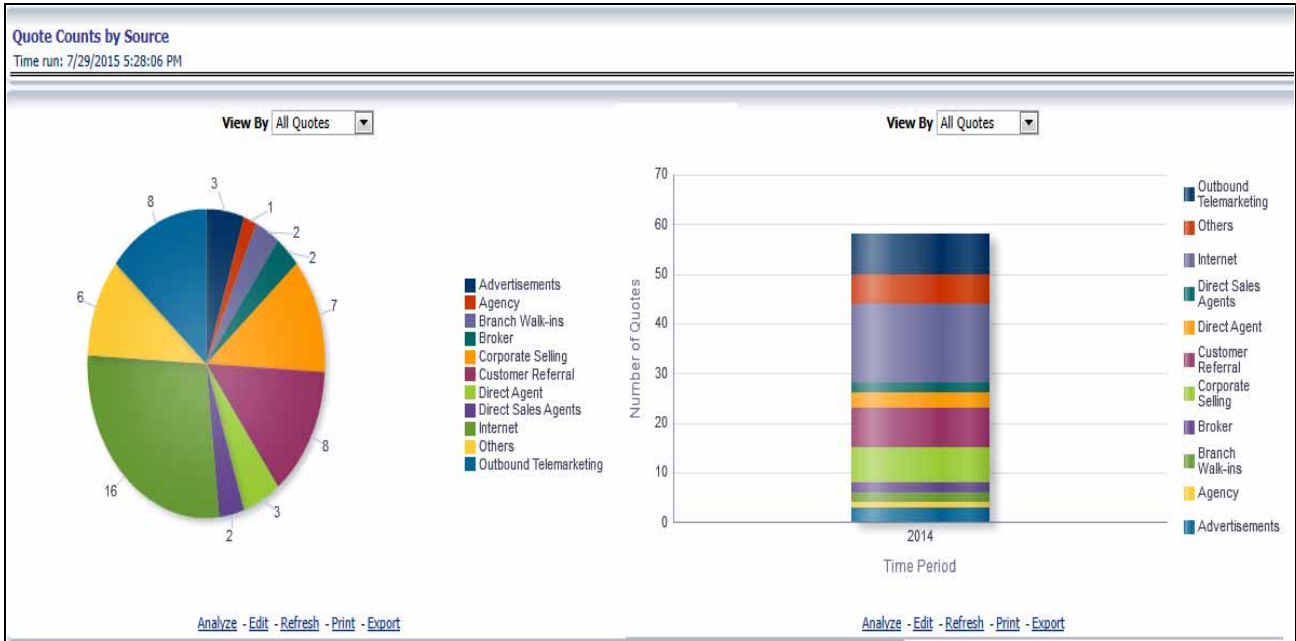 Quote Counts by Source
Time run: 7/29/2015 5:28:06 PM
View By All Quotes
3
1
2
2
7
8
3
2
16
6
8
Advertisements
Agency
Branch Walk-ins
Broker
Corporate Selling
Customer Referral
Direct Agent
Direct Sales Agents
Internet
Others
Outbound Telemarketing
Analyze - Edit - Refresh - Print - Export
View By All Quotes
70
60
50
40
30
20
10
0
Number of Quotes
2014
Time Period
Outbound
Telemarketing
Others
Internet
Direct Sales
Agents
Direct Agent
Customer
Referral
Corporate
Selling
Broker
Branch
Walk-ins
Agency
Advertisements
Analyze - Edit - Refresh - Print - Export